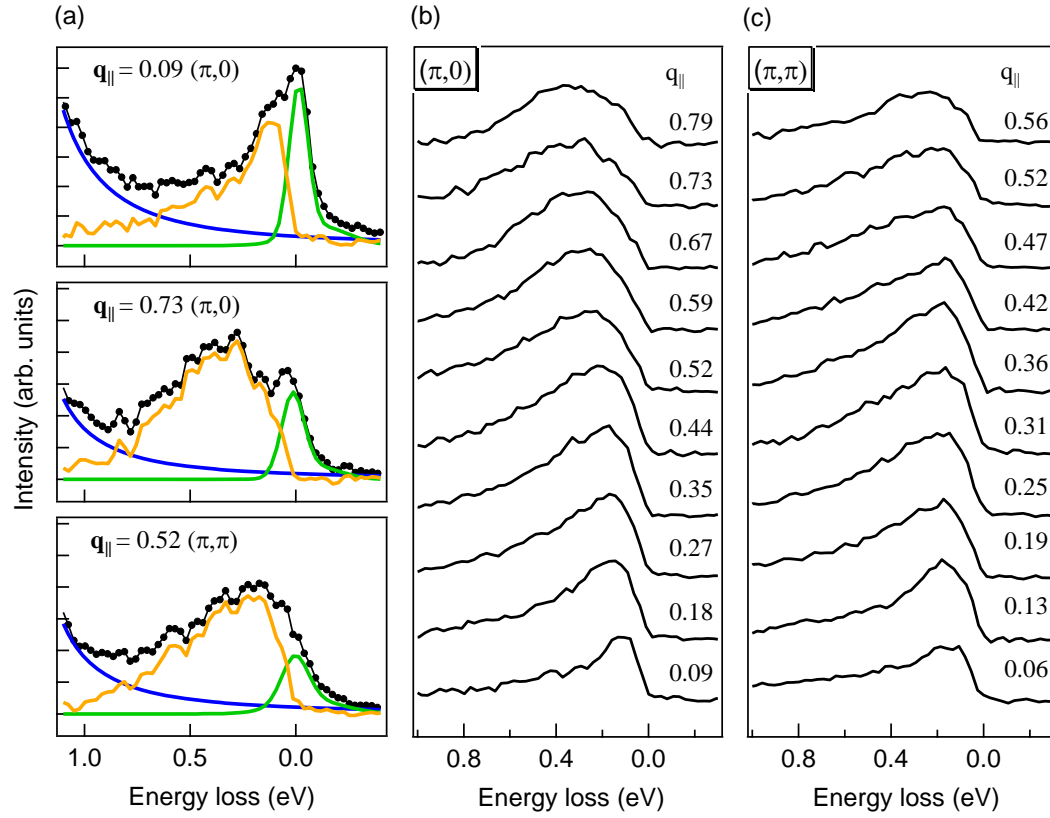 (a)
(b)
(c)
q|| = 0.09 (π,0)
q|| = 0.73 (π,0)
q|| = 0.52 (π,π)
Intensity (arb. units)
1.0 0.5 0.0
Energy loss (eV)
(π,0)
q||
0.79
0.73
0.67
0.59
0.52
0.44
0.35
0.27
0.18
0.09
0.8 0.4 0.0
Energy loss (eV)
(π,π)
q||
0.56
0.52
0.47
0.42
0.36
0.31
0.25
0.19
0.13
0.06
0.8 0.4 0.0
Energy loss (eV)